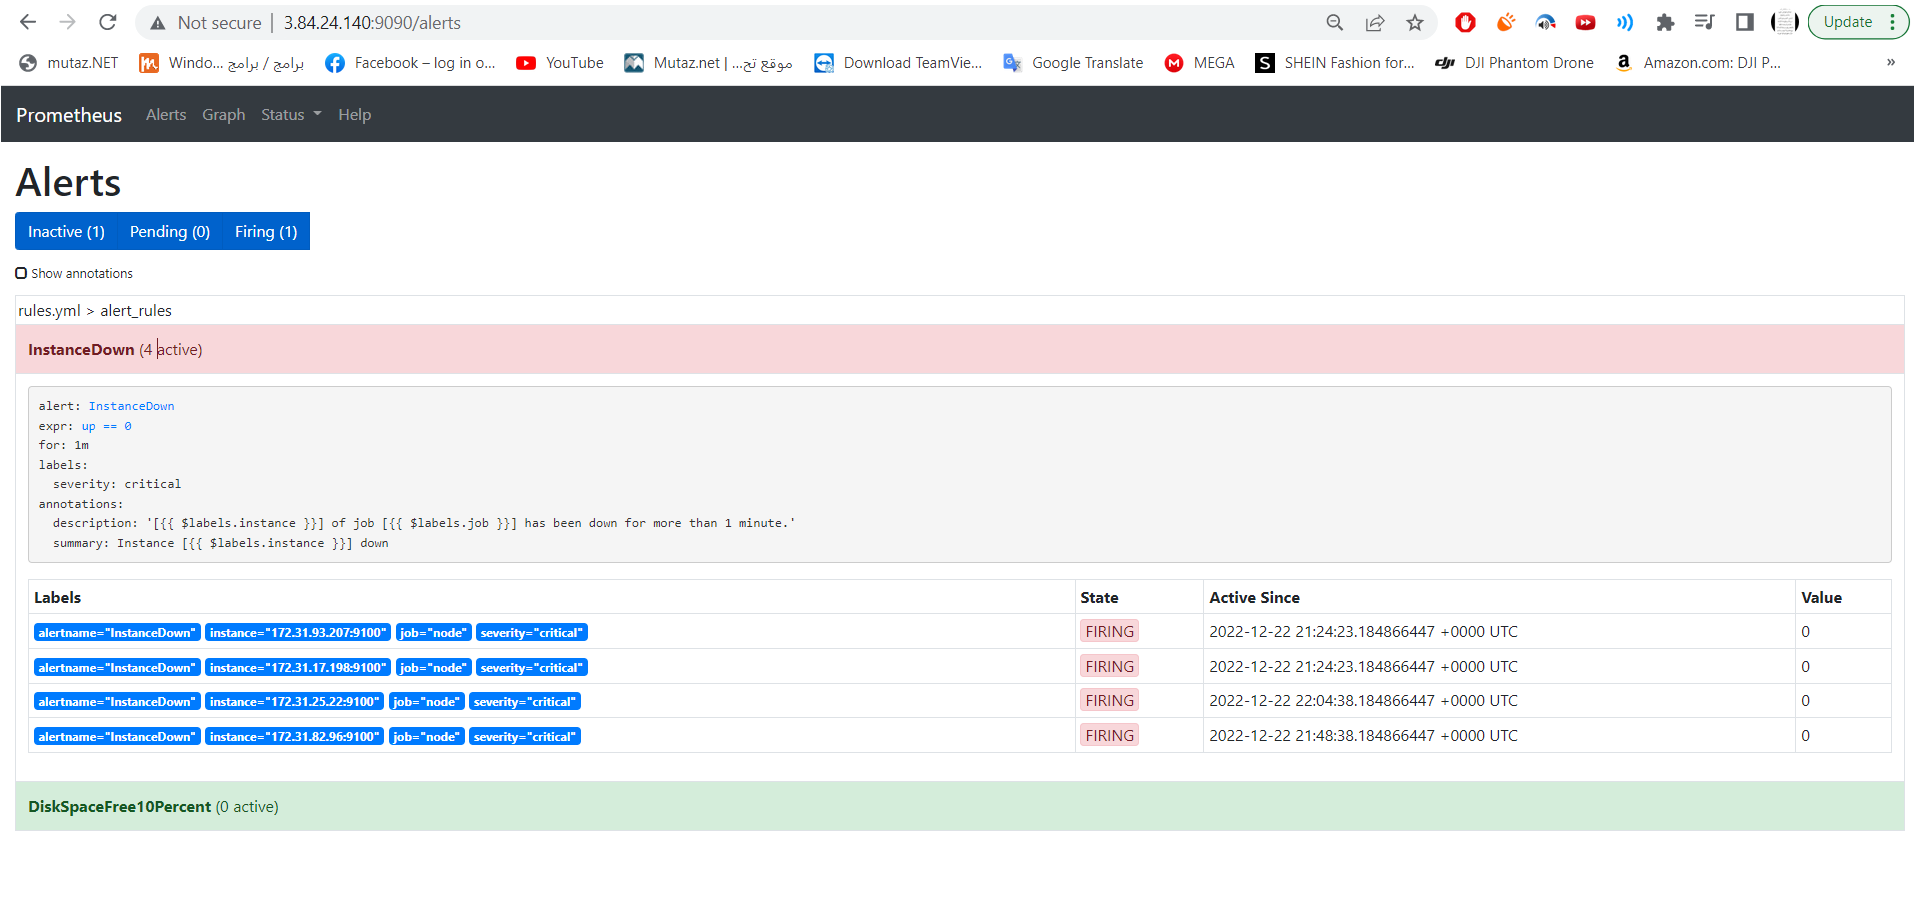 Not secure | 3.84.24.140:9090/alerts
Update
mutaz.NET
Windo... برامج / برامج
Facebook – log in o...
YouTube
Mutaz.net | ...موقع تح
Download TeamVie...
Google Translate
MEGA
SHEIN Fashion for...
DJI Phantom Drone
Amazon.com: DJI P...
»
Prometheus Alerts Graph Status Help
Alerts
Inactive (1) Pending (0) Firing (1)
Show annotations
rules.yml > alert_rules
InstanceDown (4 active)
alert: InstanceDown
expr: up == 0
for: 1m
labels:
severity: critical
annotations:
description: '[{{ $labels.instance }}] of job [{{ $labels.job }}] has been down for more than 1 minute.'
summary: Instance [{{ $labels.instance }}] down
Labels State Active Since Value
alertname="InstanceDown" instance="172.31.93.207:9100" job="node" severity="critical" FIRING 2022-12-22 21:24:23.184866447 +0000 UTC 0
alertname="InstanceDown" instance="172.31.17.198:9100" job="node" severity="critical" FIRING 2022-12-22 21:24:23.184866447 +0000 UTC 0
alertname="InstanceDown" instance="172.31.25.22:9100" job="node" severity="critical" FIRING 2022-12-22 22:04:38.184866447 +0000 UTC 0
alertname="InstanceDown" instance="172.31.82.96:9100" job="node" severity="critical" FIRING 2022-12-22 21:48:38.184866447 +0000 UTC 0
DiskSpaceFree10Percent (0 active)